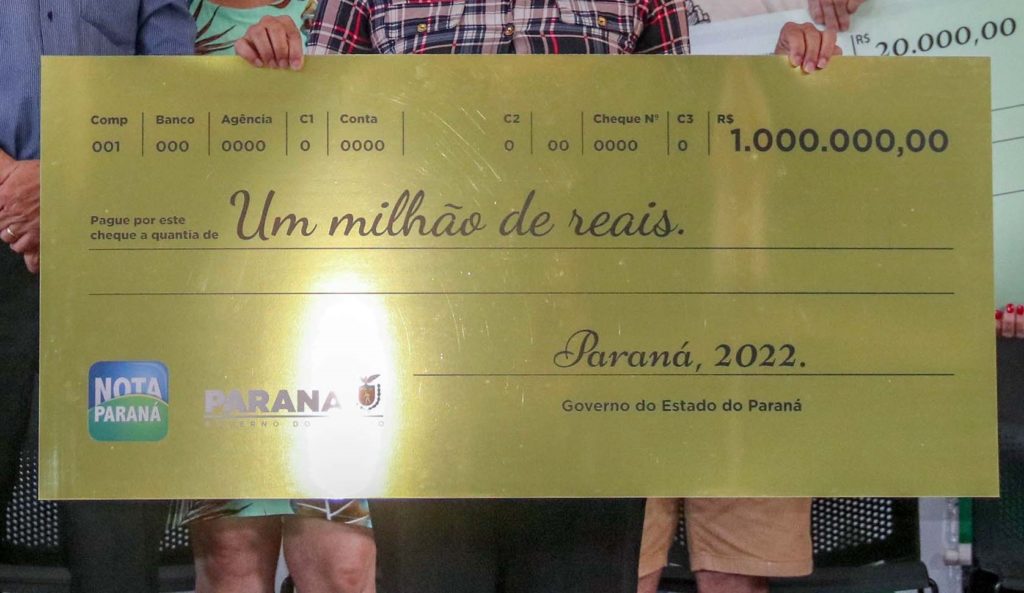 R$ 20.000,00
Comp Banco Agência C1 Conta C2 Cheque Nº C3 R$
001 000 0000 0 0000 0 00 0000 0 1.000.000,00
Pague por este
cheque a quantia de Um milhão de reais.
Paraná, 2022.
NOTA
PARANÁ
PARANÁ
GOVERNO DO
Governo do Estado do Paraná